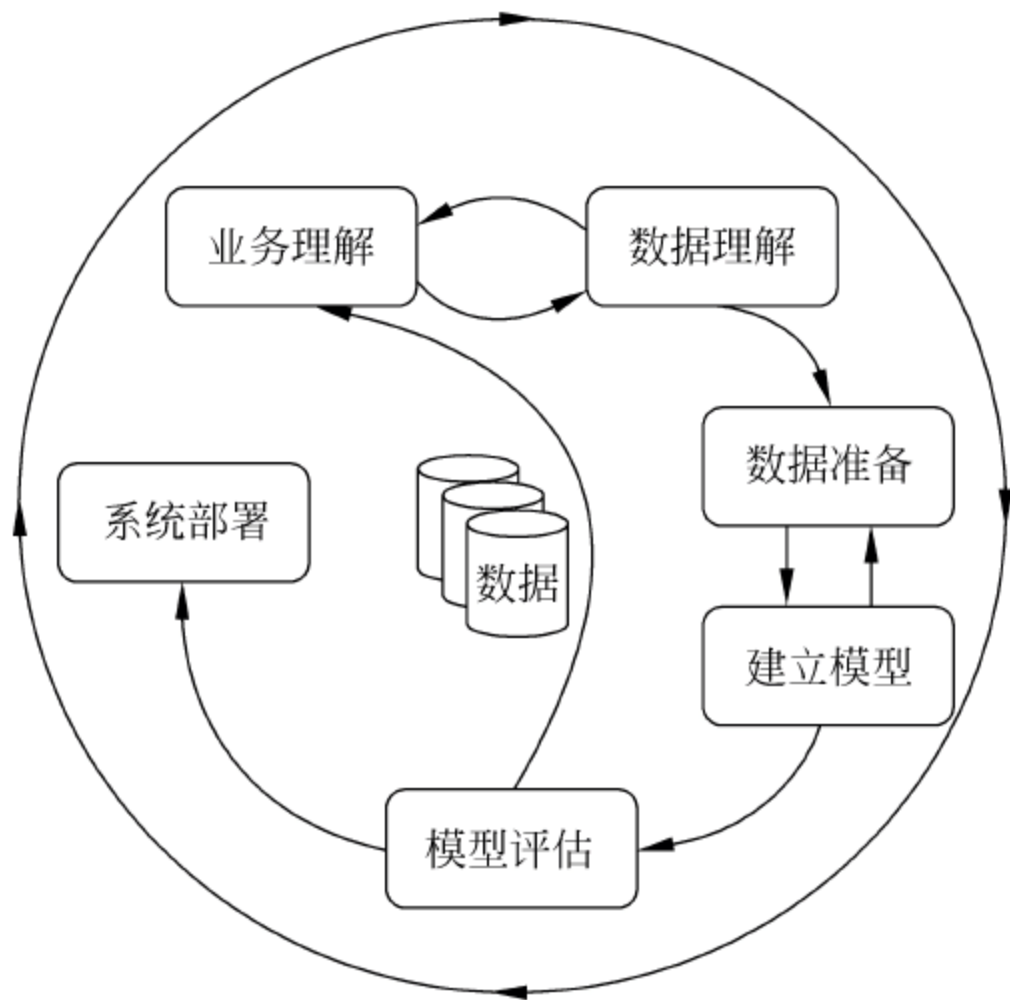 业务理解
数据理解
数据准备
系统部署
数据
建立模型
模型评估